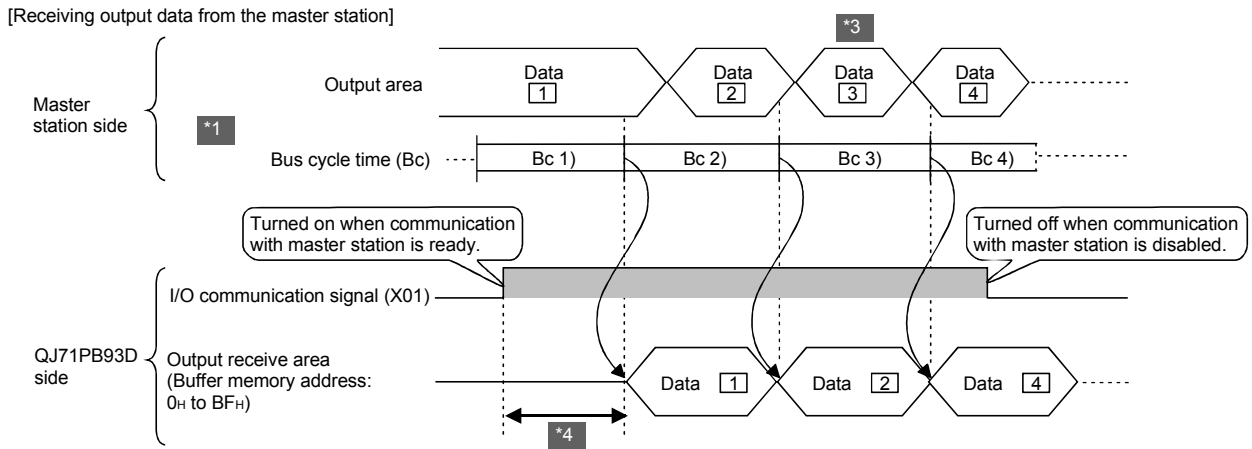 [Receiving output data from the master station]
*3
Master
station side
*1
Output area
Data
1
Data
2
Data
3
Data
4
Bus cycle time (Bc)
Bc 1)
Bc 2)
Bc 3)
Bc 4)
Turned on when communication
with master station is ready.
Turned off when communication
with master station is disabled.
I/O communication signal (X01)
QJ71PB93D
side
Output receive area
(Buffer memory address:
0H to BFH)
Data 1
Data 2
Data 4
*4